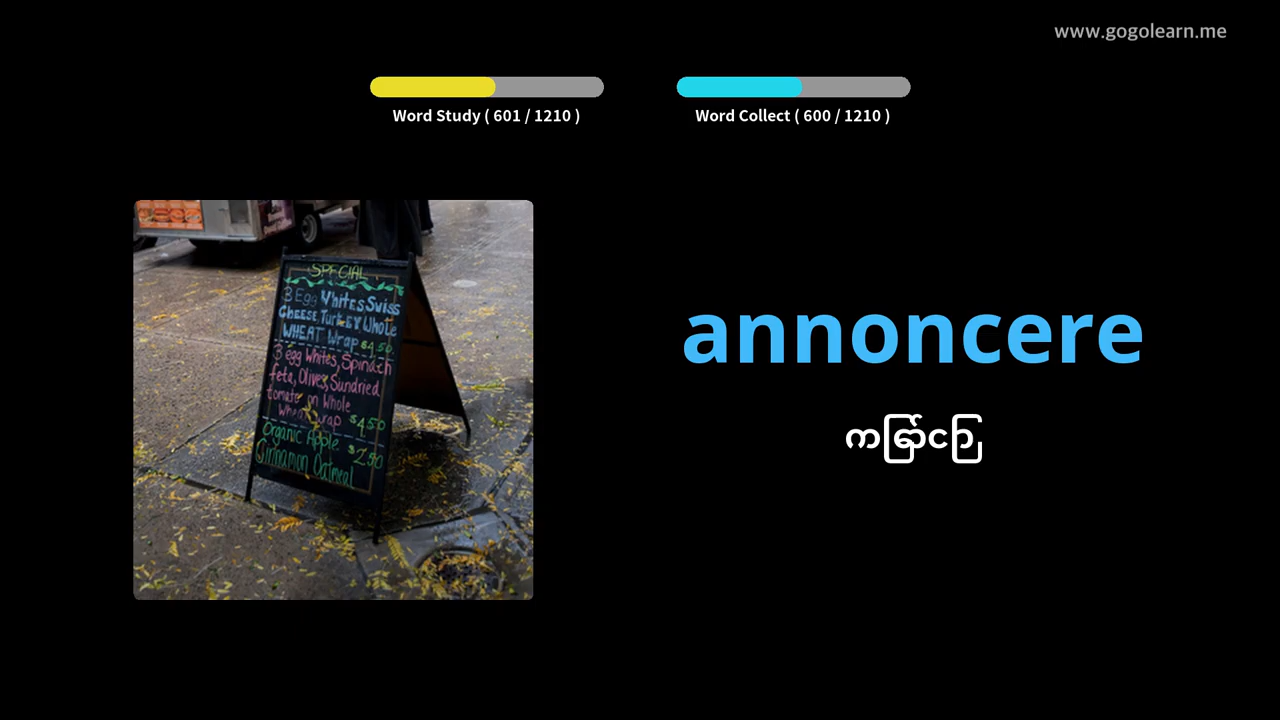 www.gogolearn.me
Word Study ( 601 / 1210 )
Word Collect ( 600 / 1210 )
SPECIAL
3 Egg Whites, Swiss
Cheese, Turkey Whole
WHEAT Wrap $4.50
3 egg Whites, Spinach
feta, Olives, Sundried
tomato on Whole
Wheat Wrap $4.50
Organic Apple
Cinnamon Oatmeal $2.50
annoncere
ကြော်ငြာ